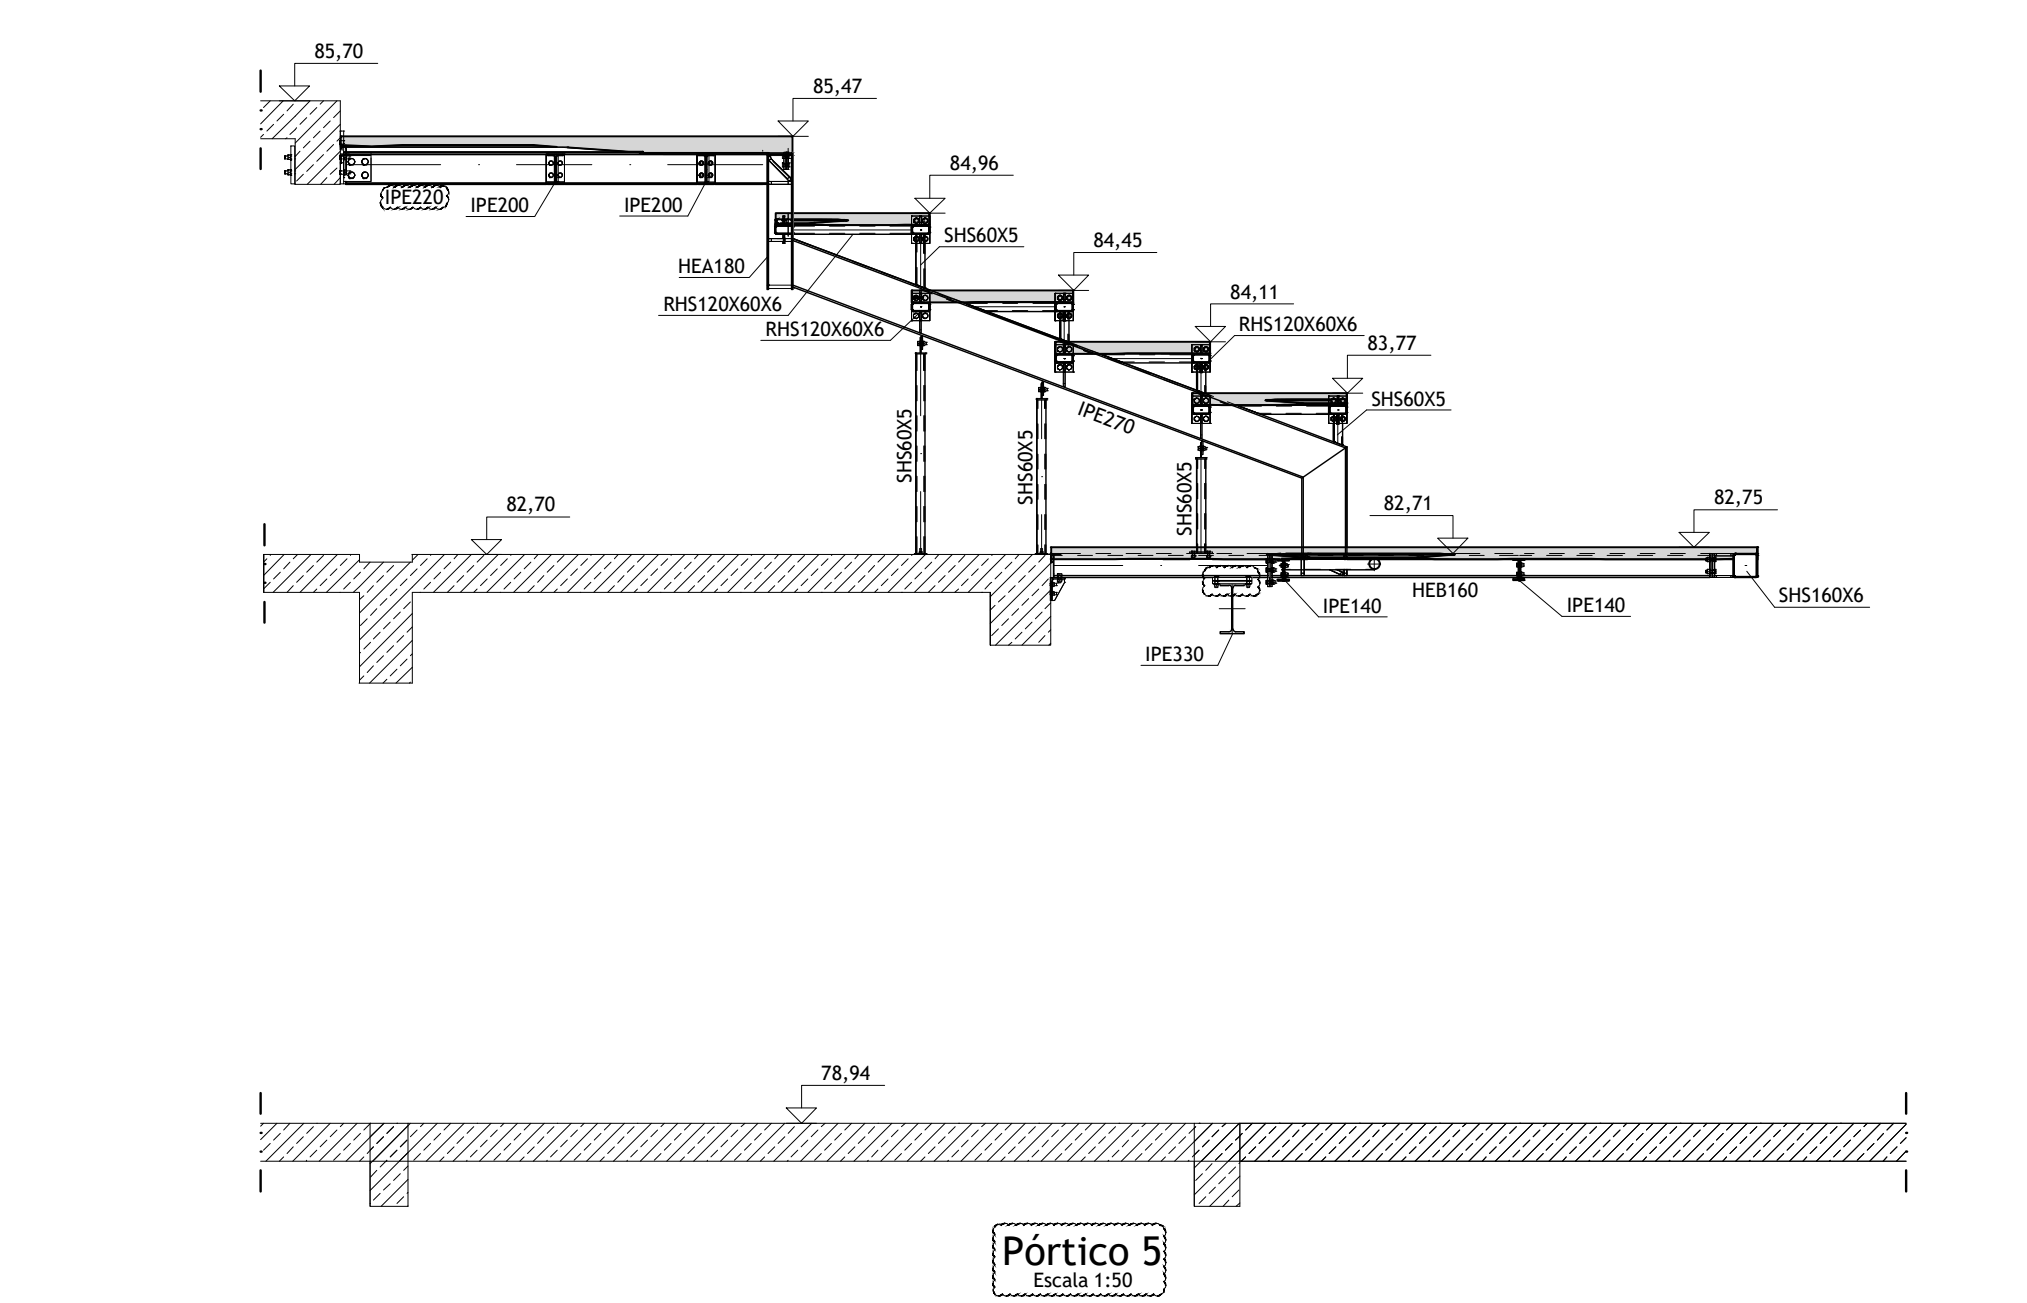 85,70
85,47
84,96
IPE220
IPE200
IPE200
SHS60X5
84,45
HEA180
RHS120X60X6
84,11
RHS120X60X6
RHS120X60X6
83,77
SHS60X5
IPE270
SHS60X5
SHS60X5
SHS60X5
82,70
82,71
82,75
HEB160
SHS160X6
IPE140
IPE140
IPE330
78,94
Pórtico 5
Escala 1:50